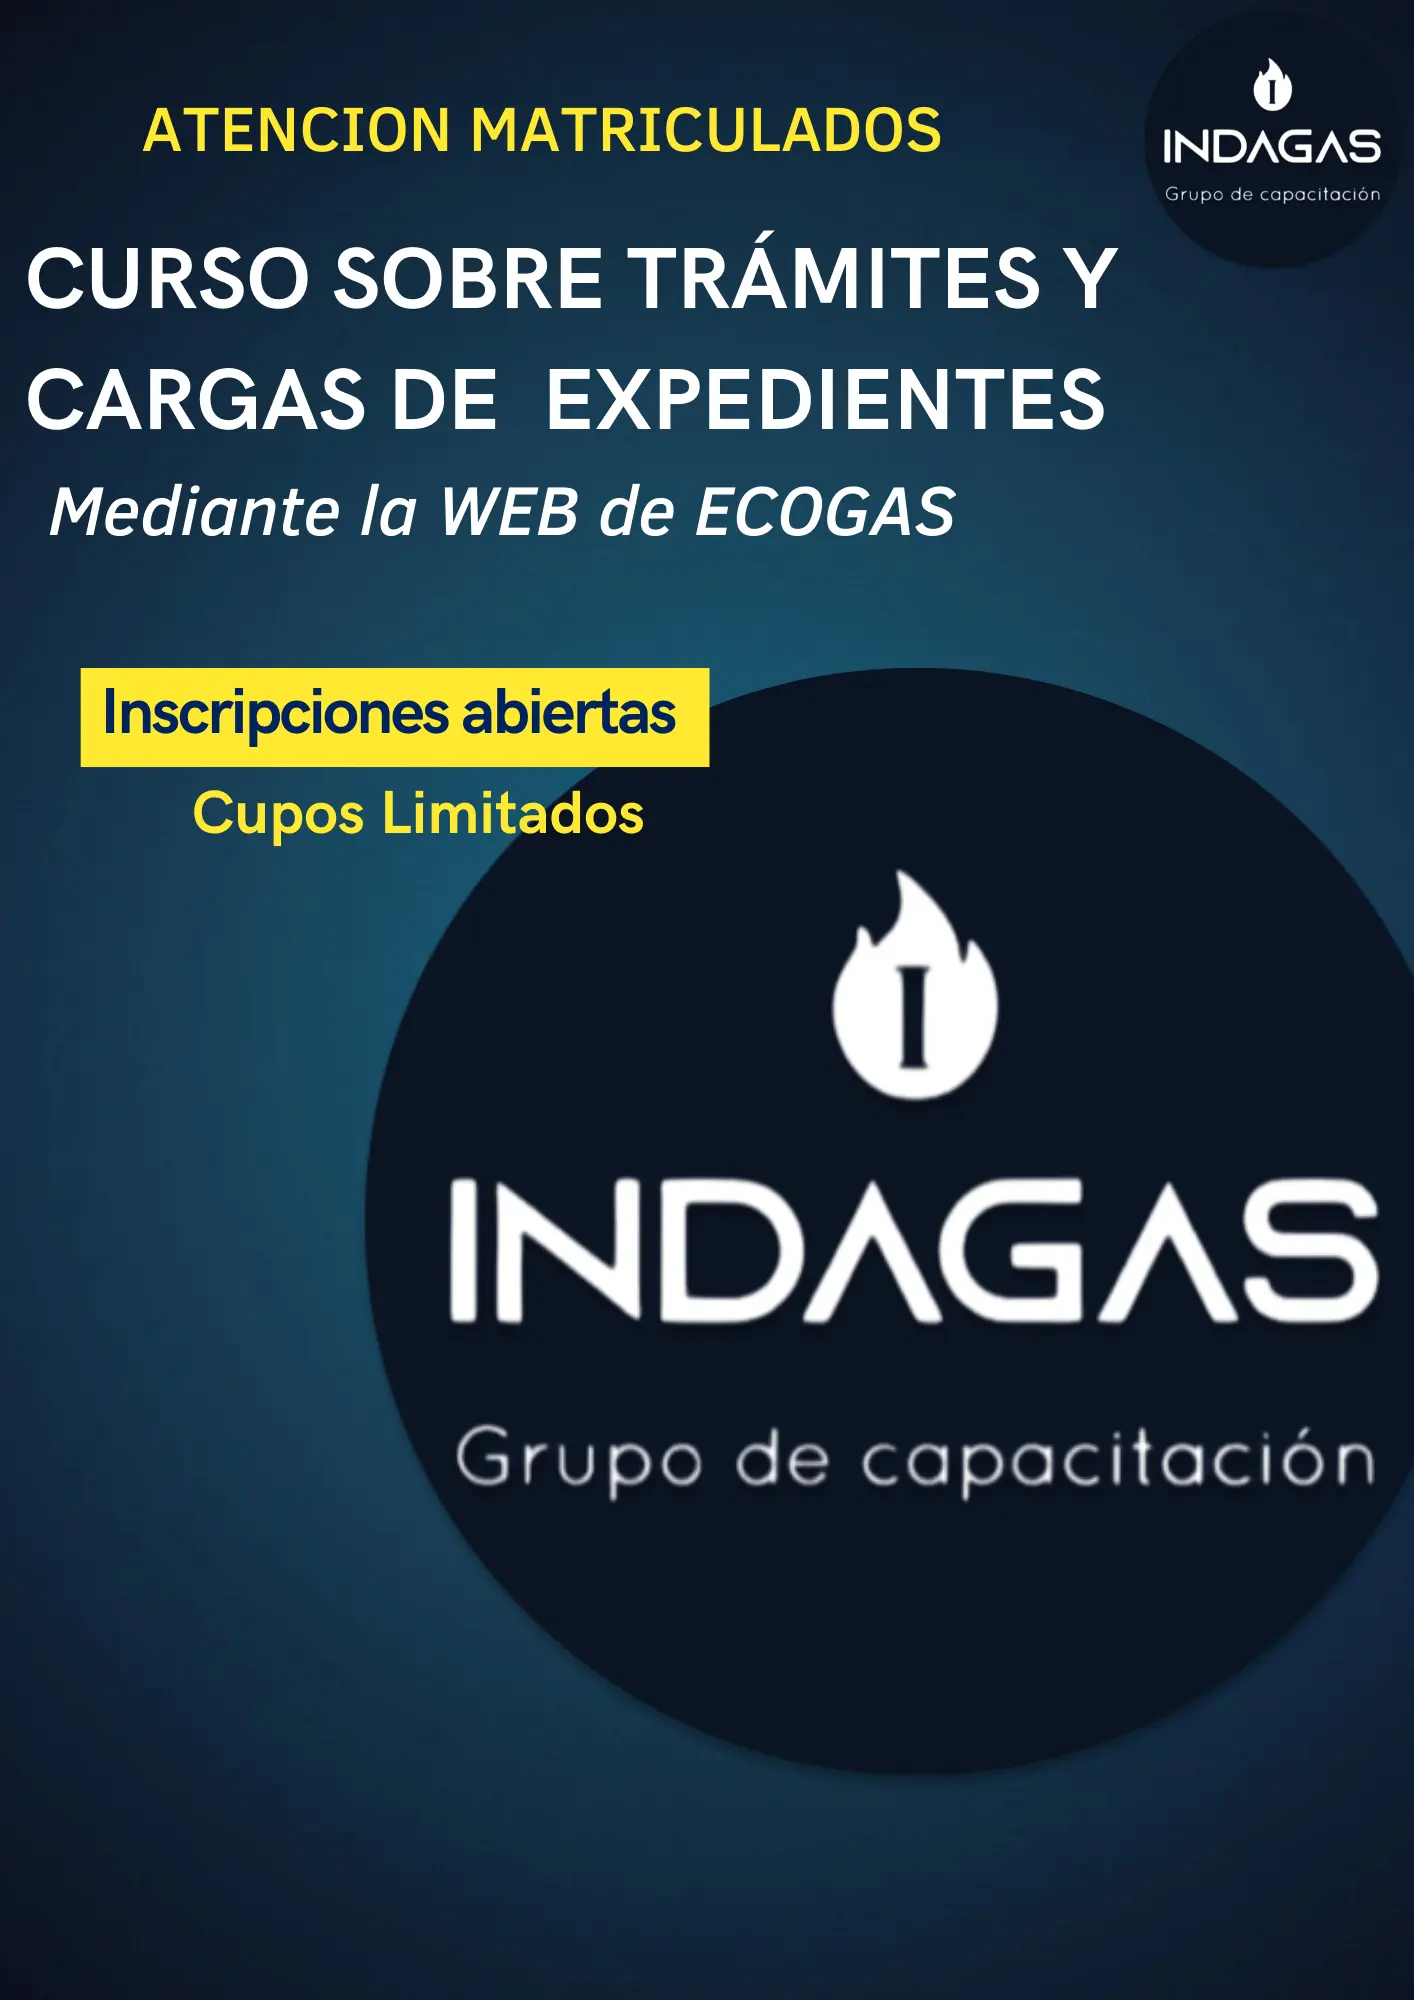 ATENCION MATRICULADOS
INDAGAS
Grupo de capacitación
CURSO SOBRE TRÁMITES Y
CARGAS DE EXPEDIENTES
Mediante la WEB de ECOGAS
Inscripciones abiertas
Cupos Limitados
I
INDAGAS
Grupo de capacitación